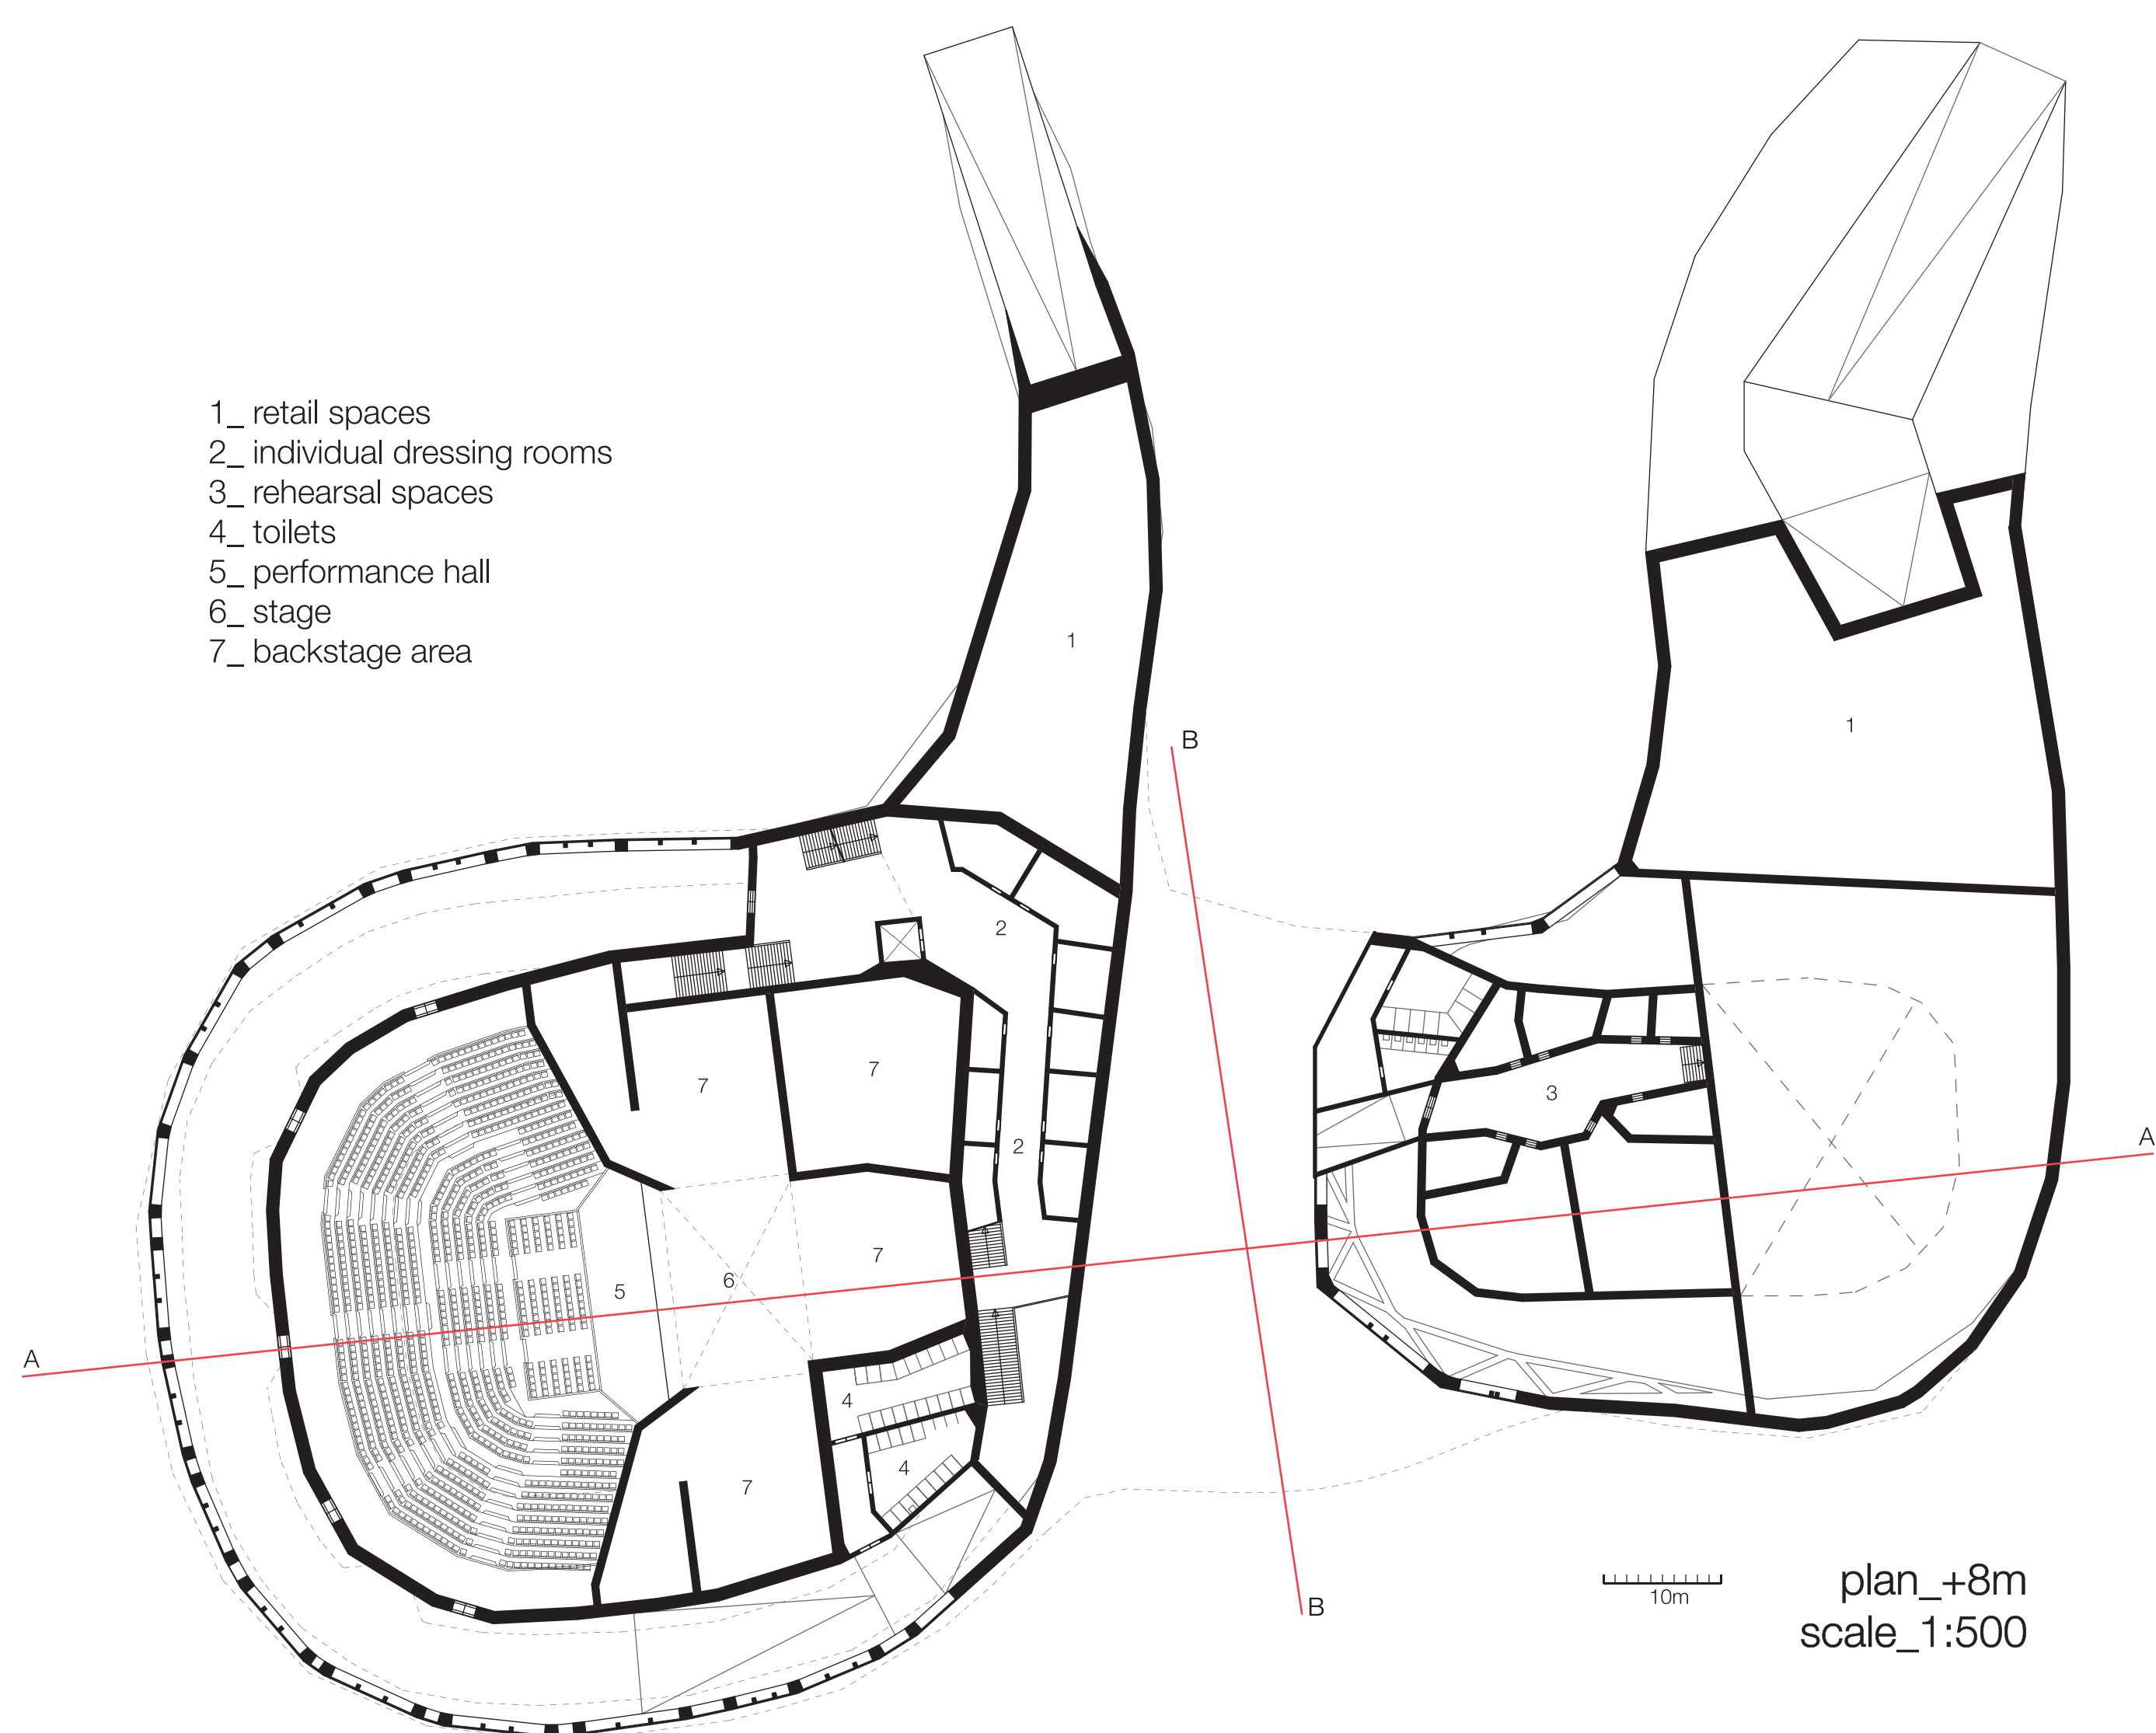 1_ retail spaces
2_ individual dressing rooms
3_ rehearsal spaces
4_ toilets
5_ performance hall
6_ stage
7_ backstage area
1
1
B
2
7
7
3
2
A
7
6
5
A
4
4
7
B
10m
plan_+8m
scale_1:500